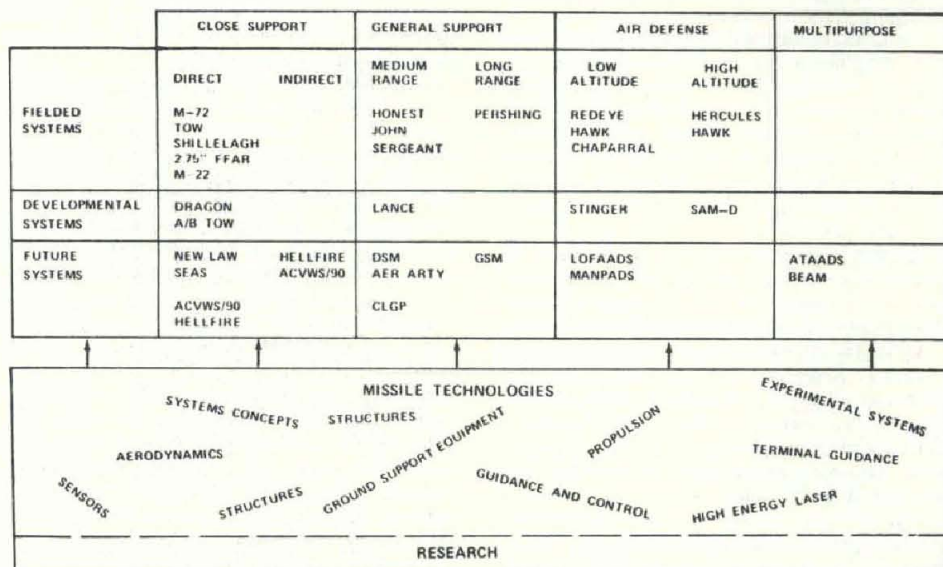 CLOSE SUPPORT GENERAL SUPPORT AIR DEFENSE MULTIPURPOSE
DIRECT INDIRECT MEDIUM RANGE LONG RANGE LOW ALTITUDE HIGH ALTITUDE
FIELDED SYSTEMS
M-72
TOW
SHILLELAGH
2.75" FFAR
M-22
HONEST JOHN
SERGEANT
PERSHING
REDEYE
HAWK
CHAPARRAL
HERCULES
HAWK
DEVELOPMENTAL SYSTEMS
DRAGON
A/B TOW
LANCE
STINGER
SAM-D
FUTURE SYSTEMS
NEW LAW
SEAS
ACVWS/90
HELLFIRE
HELLFIRE
ACVWS/90
DSM
AER ARTY
CLGP
GSM
LOFAADS
MANPADS
ATAADS
BEAM
MISSILE TECHNOLOGIES
SYSTEMS CONCEPTS
STRUCTURES
EXPERIMENTAL SYSTEMS
AERODYNAMICS
GROUND SUPPORT EQUIPMENT
PROPULSION
TERMINAL GUIDANCE
SENSORS
STRUCTURES
GUIDANCE AND CONTROL
HIGH ENERGY LASER
RESEARCH